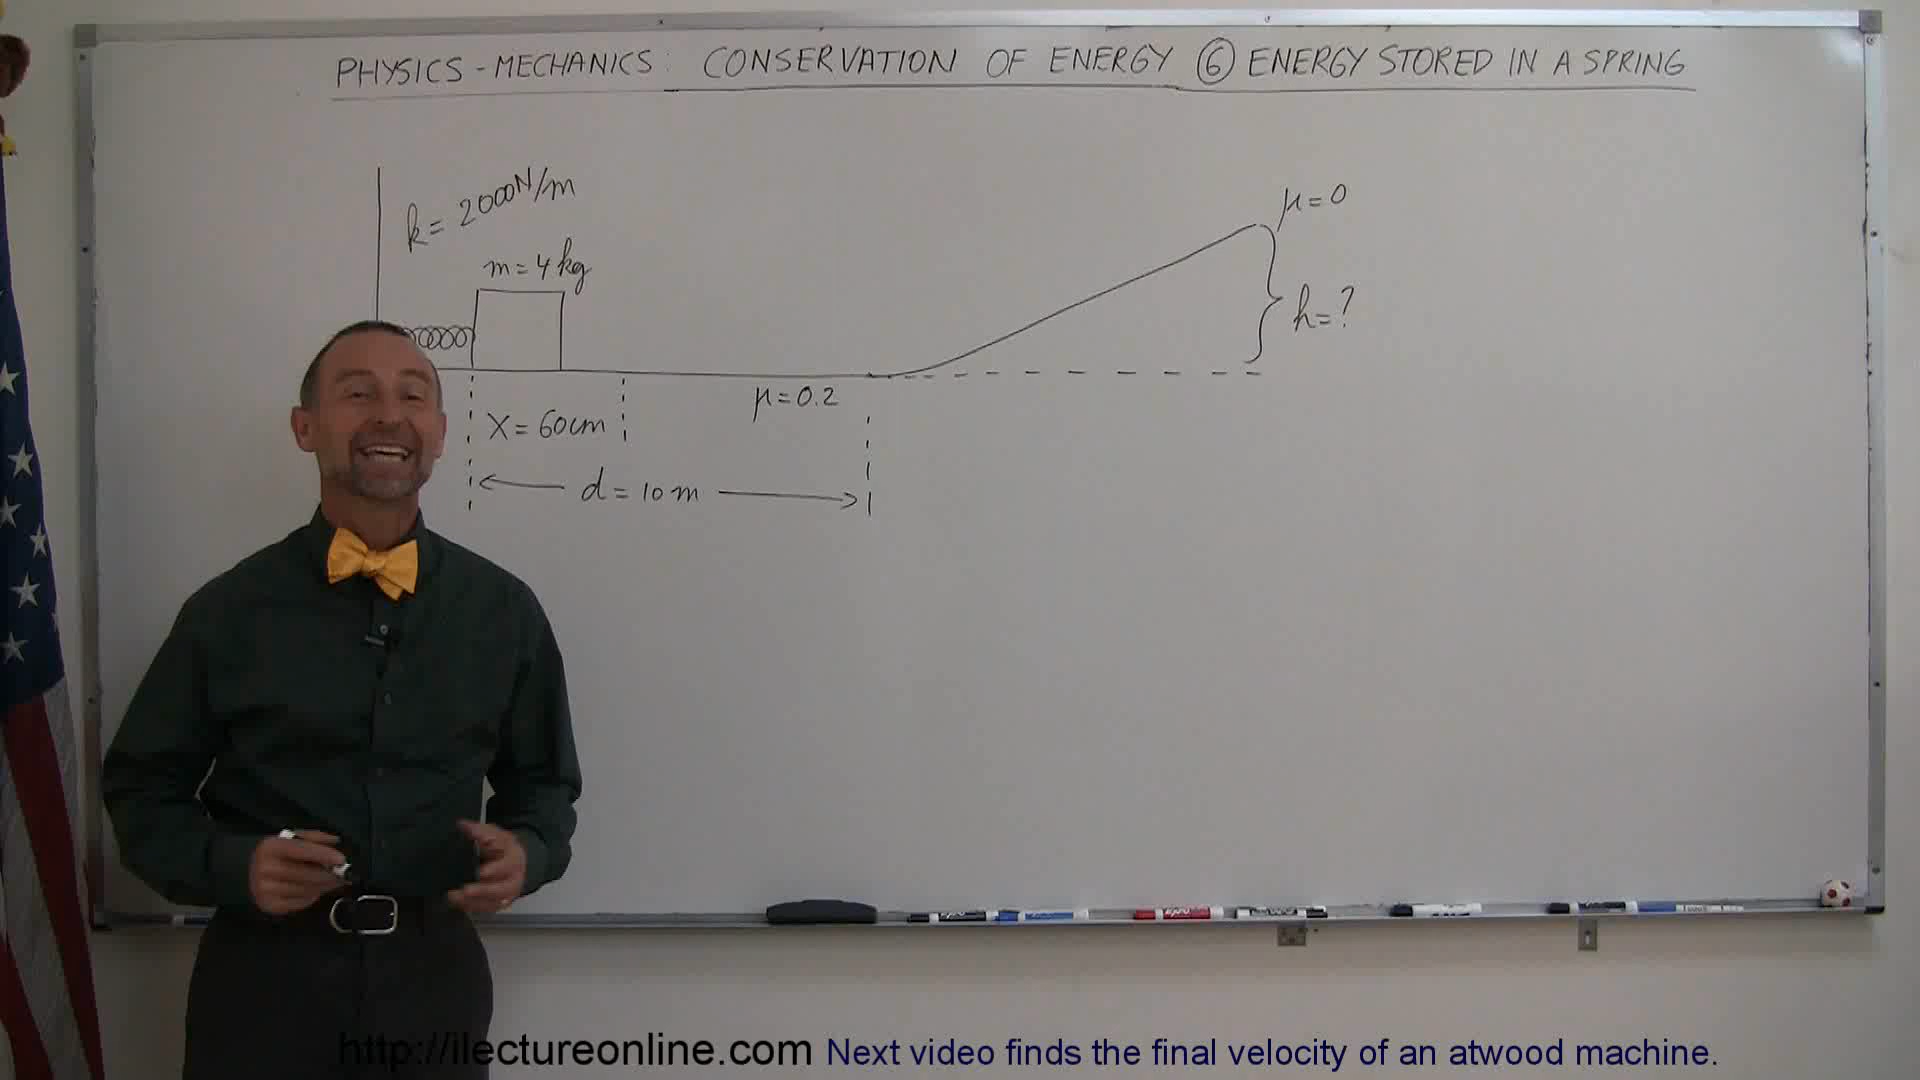 PHYSICS - MECHANICS: CONSERVATION OF ENERGY ⑥ ENERGY STORED IN A SPRING
k = 2000 N/m
m = 4 kg
μ = 0
h = ?
μ = 0.2
X = 60cm
d = 10 m
http://ilectureonline.com Next video finds the final velocity of an atwood machine.